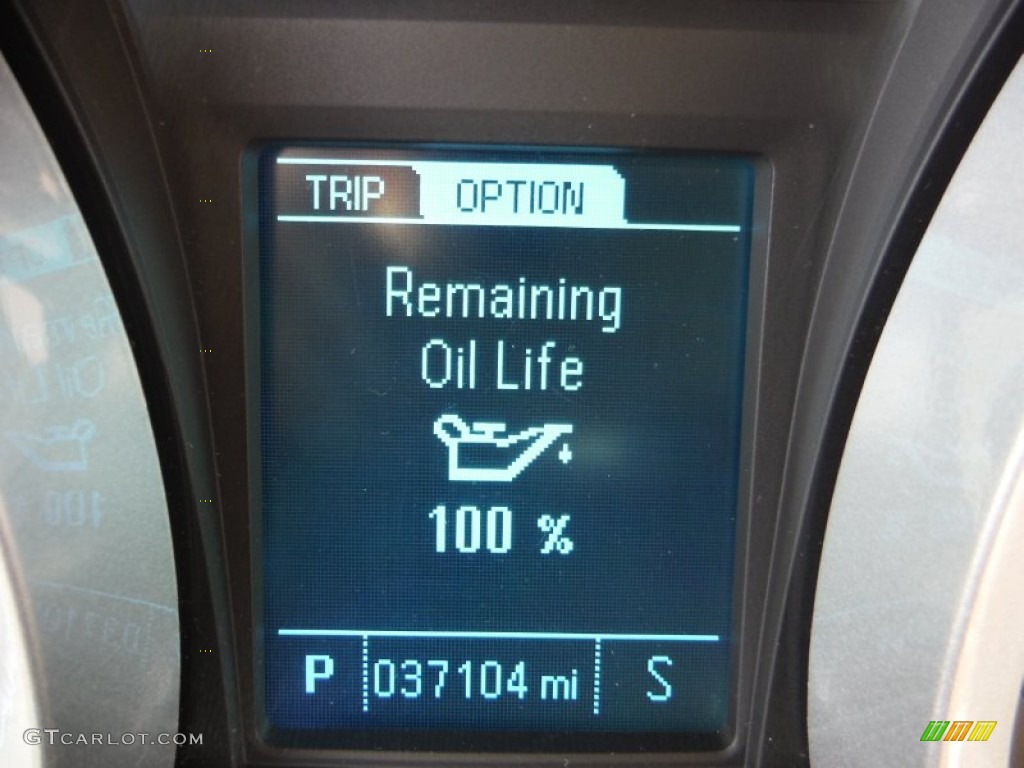 TRIP OPTION
Remaining
Oil Life
100 %
P 037104 mi S
GTCARLOT.COM